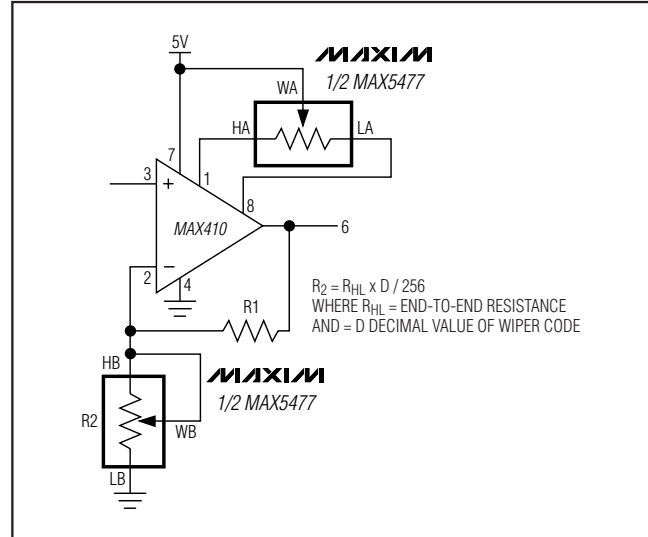 5V
MAXIM
1/2 MAX5477
WA
HA
LA
7
3
1
+
8
MAX410
6
2
−
4
R1
R2 = RHL x D / 256
WHERE RHL = END-TO-END RESISTANCE
AND = D DECIMAL VALUE OF WIPER CODE
HB
MAXIM
1/2 MAX5477
R2
WB
LB